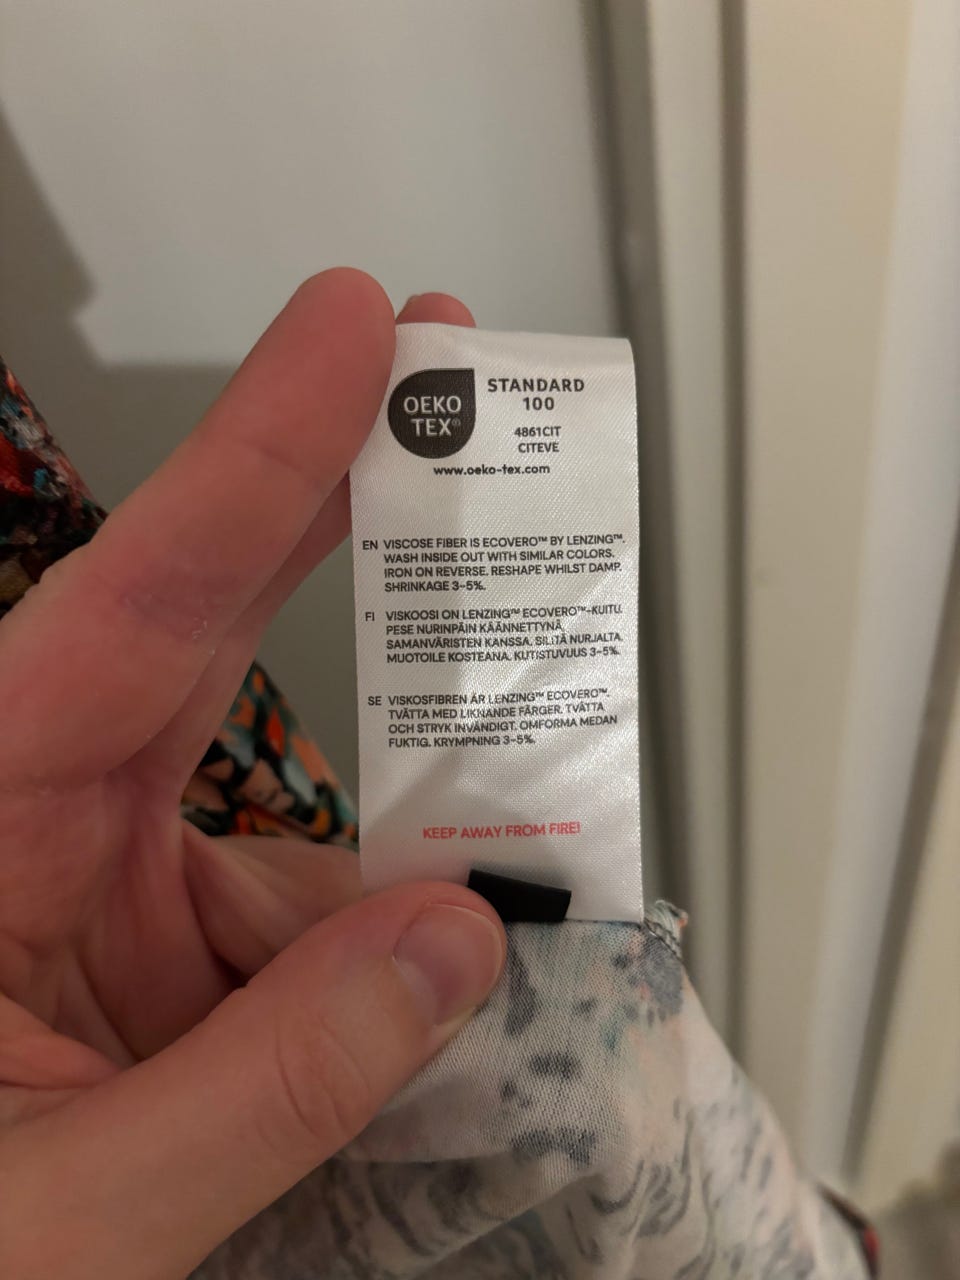 OEKO
TEX®
STANDARD
100
4861CIT
CITEVE
www.oeko-tex.com
EN VISCOSE FIBER IS ECOVERO™ BY LENZING™.
WASH INSIDE OUT WITH SIMILAR COLORS.
IRON ON REVERSE. RESHAPE WHILST DAMP.
SHRINKAGE 3-5%.
FI VISKOOSI ON LENZING™ ECOVERO™-KUITU.
PESE NURINPÄIN KÄÄNNETTYNÄ
SAMANVÄRISTEN KANSSA. SILITÄ NURJALTA.
MUOTOILE KOSTEANA. KUTISTUVUUS 3-5%.
SE VISKOSFIBREN ÄR LENZING™ ECOVERO™.
TVÄTTA MED LIKNANDE FÄRGER. TVÄTTA
OCH STRYK INVÄNDIGT. OMFORMA MEDAN
FUKTIG. KRYMPNING 3-5%.
KEEP AWAY FROM FIRE!